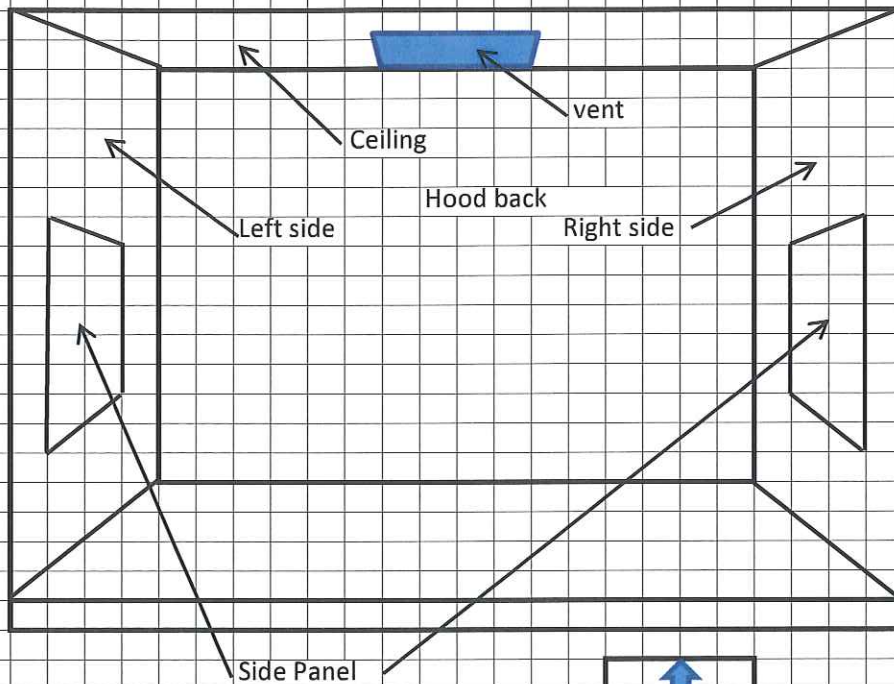 vent
Ceiling
Hood back
Left side
Right side
Side Panel